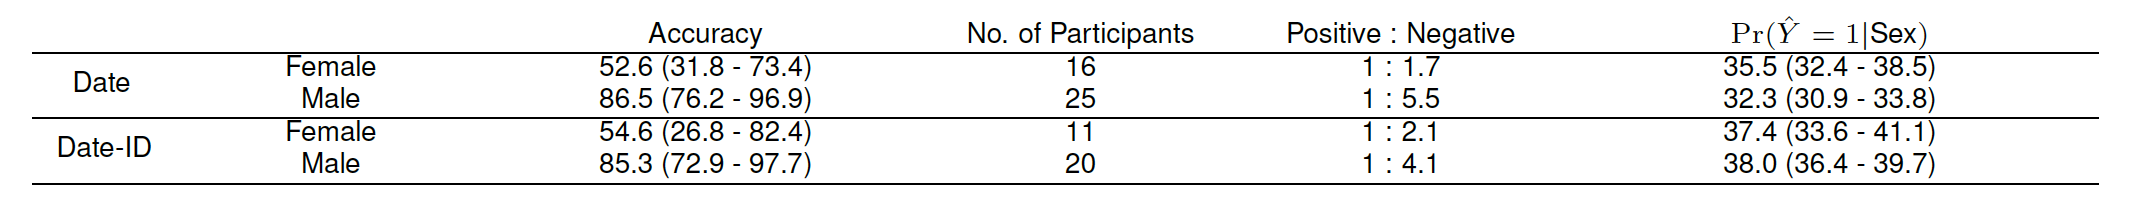 Accuracy No. of Participants Positive : Negative Pr(Ŷ = 1|Sex)
Date Female 52.6 (31.8 - 73.4) 16 1 : 1.7 35.5 (32.4 - 38.5)
Male 86.5 (76.2 - 96.9) 25 1 : 5.5 32.3 (30.9 - 33.8)
Date-ID Female 54.6 (26.8 - 82.4) 11 1 : 2.1 37.4 (33.6 - 41.1)
Male 85.3 (72.9 - 97.7) 20 1 : 4.1 38.0 (36.4 - 39.7)